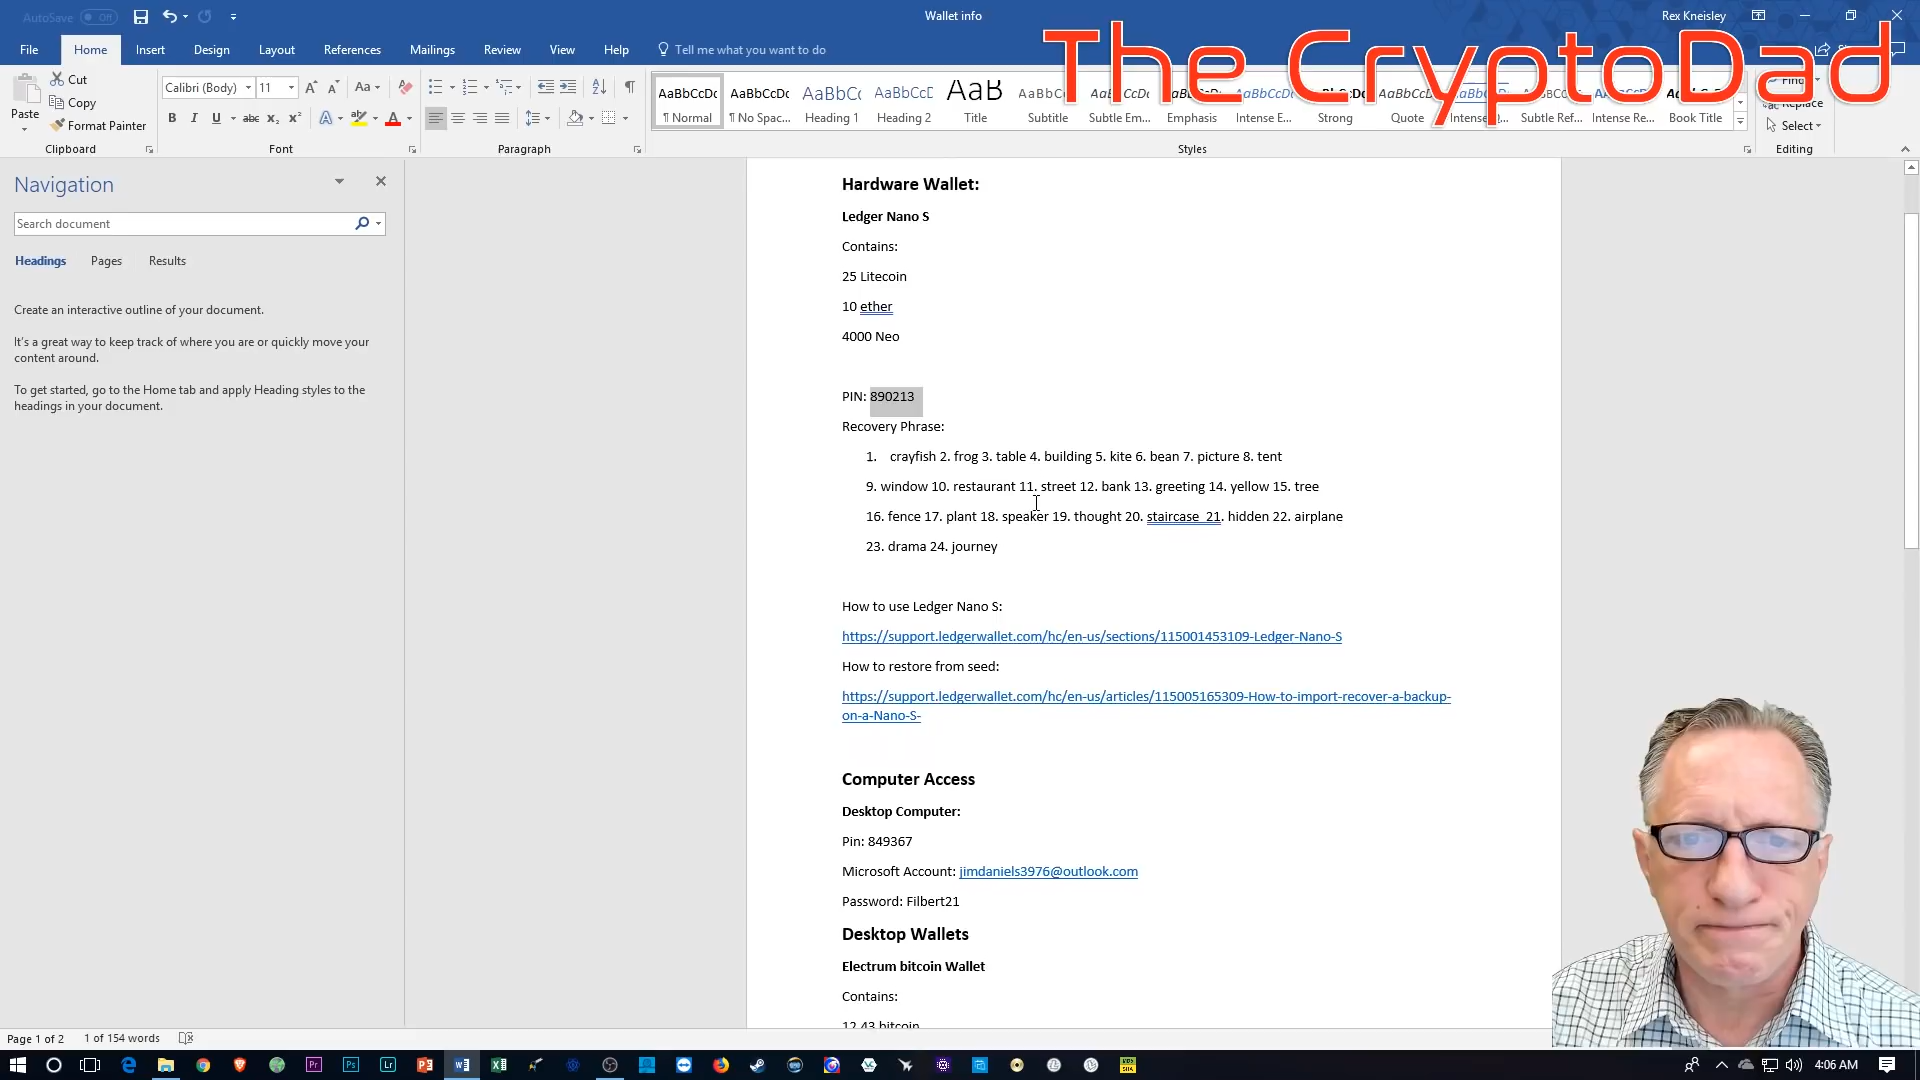 AutoSave Off
Wallet info
Rex Kneisley
The CryptoDad
File Home Insert Design Layout References Mailings Review View Help Tell me what you want to do
Cut
Copy
Format Painter
Paste
Clipboard
Calibri (Body) 11
Font
Paragraph
AaBbCcDc AaBbCcDc AaBbCc AaBbCcD AaB
¶ Normal ¶ No Spac... Heading 1 Heading 2 Title Subtitle Subtle Em... Emphasis Intense E... Strong Quote Intense Q... Subtle Ref... Intense Re... Book Title
Styles
Find
Replace
Select
Editing
Navigation
Search document
Headings Pages Results
Create an interactive outline of your document.
It's a great way to keep track of where you are or quickly move your
content around.
To get started, go to the Home tab and apply Heading styles to the
headings in your document.
Hardware Wallet:
Ledger Nano S
Contains:
25 Litecoin
10 ether
4000 Neo
PIN: 890213
Recovery Phrase:
1. crayfish 2. frog 3. table 4. building 5. kite 6. bean 7. picture 8. tent
9. window 10. restaurant 11. street 12. bank 13. greeting 14. yellow 15. tree
16. fence 17. plant 18. speaker 19. thought 20. staircase 21. hidden 22. airplane
23. drama 24. journey
How to use Ledger Nano S:
https://support.ledgerwallet.com/hc/en-us/sections/115001453109-Ledger-Nano-S
How to restore from seed:
https://support.ledgerwallet.com/hc/en-us/articles/115005165309-How-to-import-recover-a-backup-
on-a-Nano-S-
Computer Access
Desktop Computer:
Pin: 849367
Microsoft Account: jimdaniels3976@outlook.com
Password: Filbert21
Desktop Wallets
Electrum bitcoin Wallet
Contains:
12.43 bitcoin
Page 1 of 2 1 of 154 words
4:06 AM